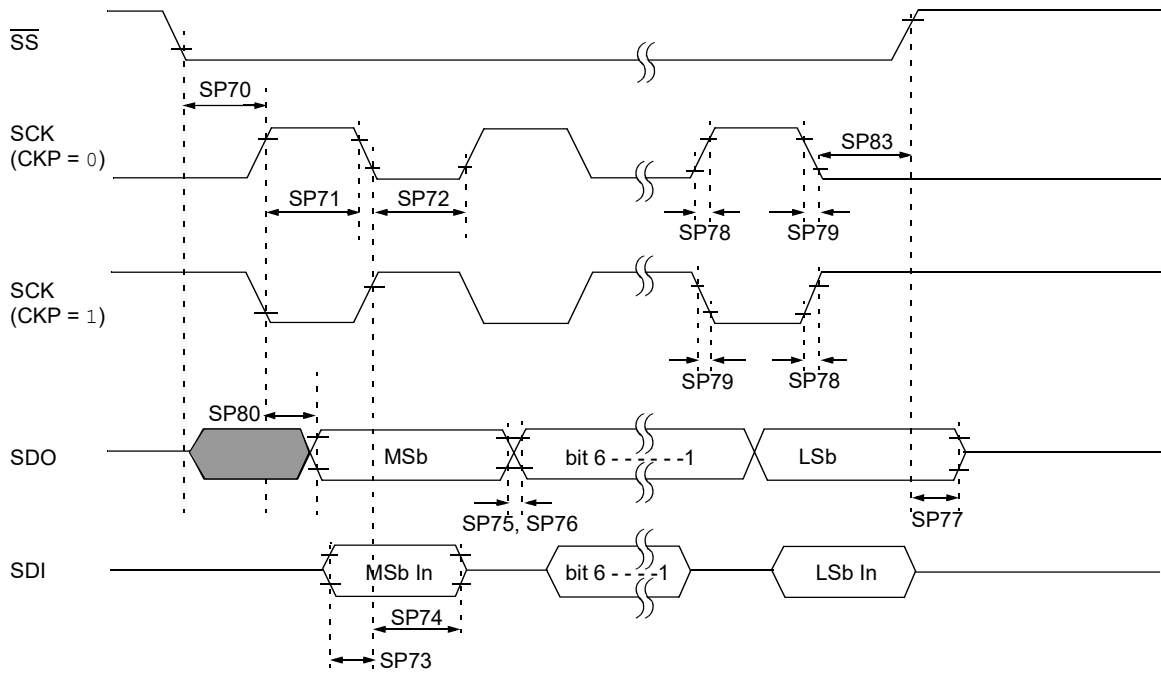 SS
SP70
SCK
(CKP = 0)
SP83
SP71
SP72
SP78
SP79
SCK
(CKP = 1)
SP79
SP78
SP80
SDO
MSb
bit 6 - - - - - -1
LSb
SP75, SP76
SP77
SDI
MSb In
bit 6 - - - -1
LSb In
SP74
SP73